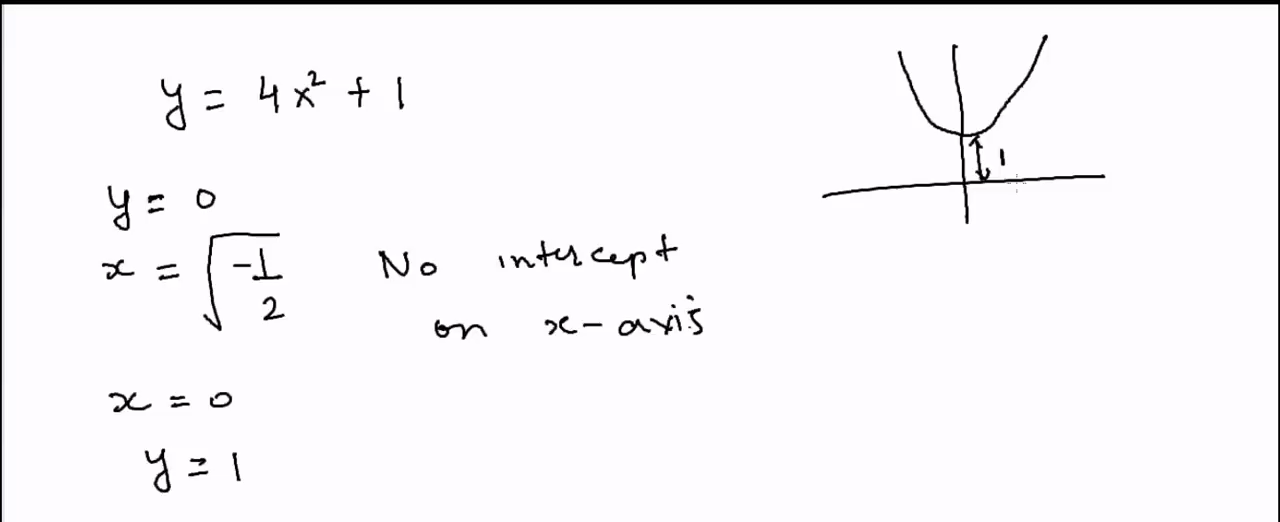 y = 4x² + 1
1
y = 0
x = √(-1/2) No intercept
on x-axis
x = 0
y = 1